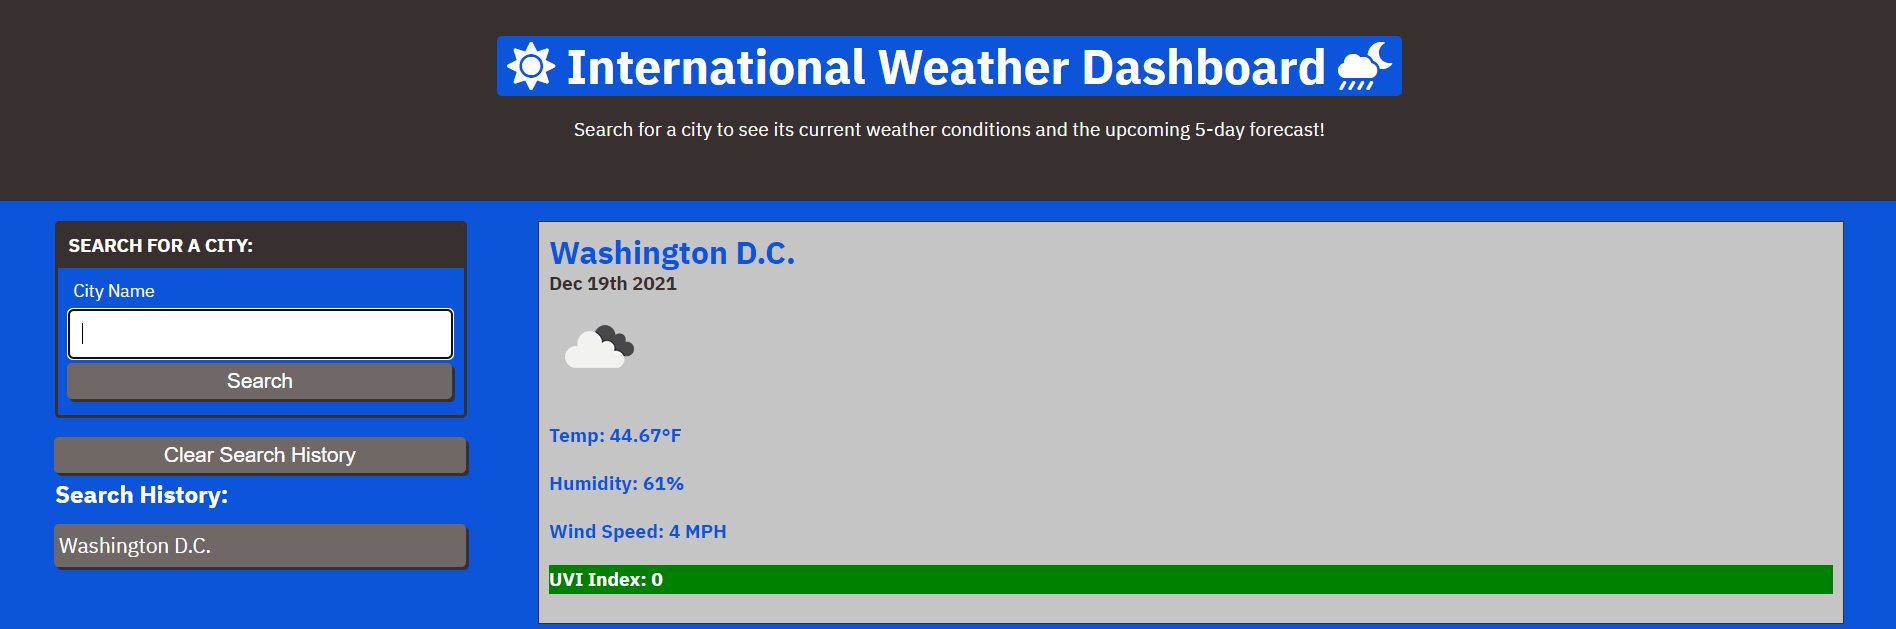 International Weather Dashboard
Search for a city to see its current weather conditions and the upcoming 5-day forecast!
SEARCH FOR A CITY:
City Name
Search
Clear Search History
Search History:
Washington D.C.
Washington D.C.
Dec 19th 2021
Temp: 44.67°F
Humidity: 61%
Wind Speed: 4 MPH
UVI Index: 0